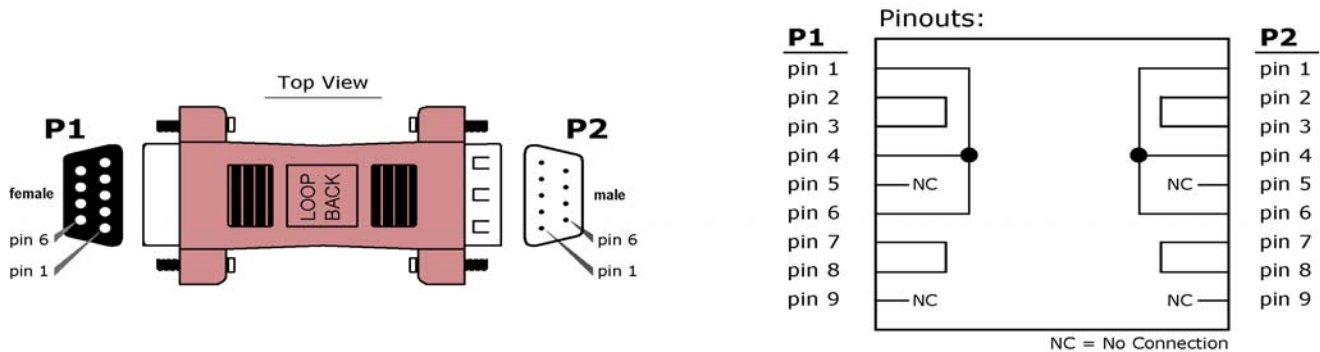 Top View
P1
P2
female
male
pin 6
pin 1
pin 6
pin 1
LOOP
BACK
Pinouts:
P1
P2
pin 1
pin 1
pin 2
pin 2
pin 3
pin 3
pin 4
pin 4
pin 5
NC
NC
pin 5
pin 6
pin 6
pin 7
pin 7
pin 8
pin 8
pin 9
NC
NC
pin 9
NC = No Connection